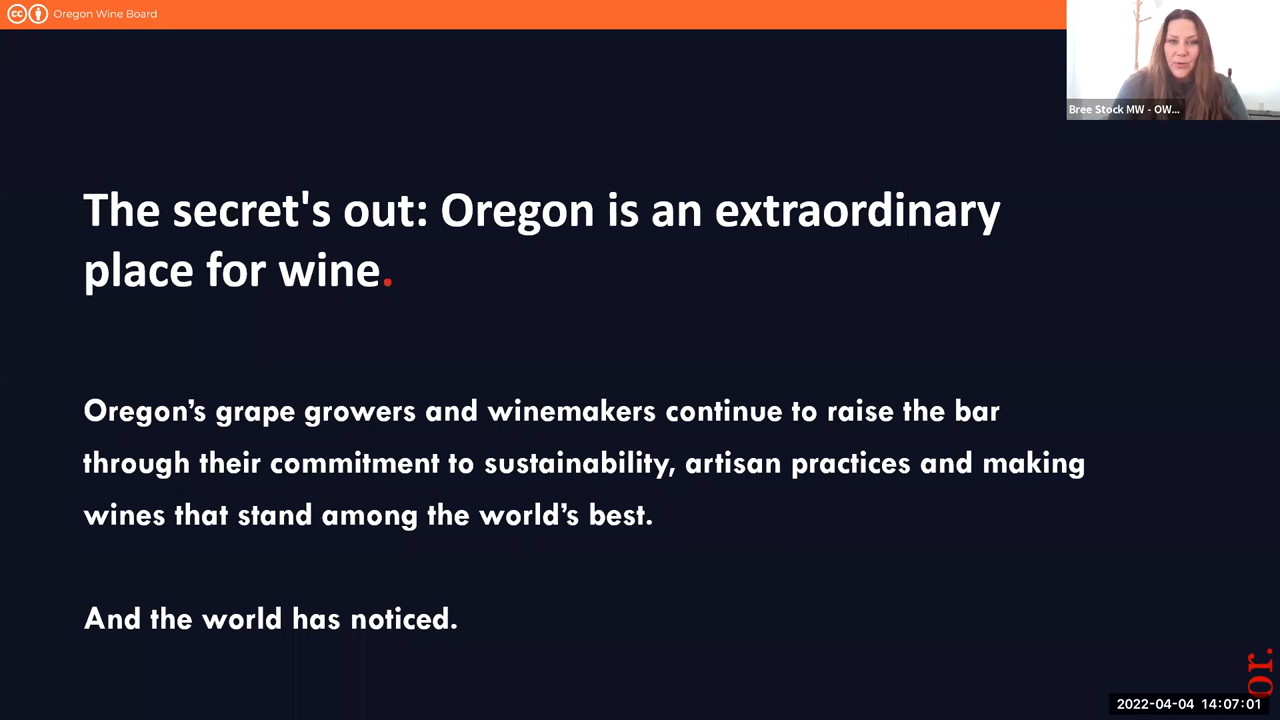 cc Oregon Wine Board
Bree Stock MW - OW...
The secret's out: Oregon is an extraordinary
place for wine.
Oregon’s grape growers and winemakers continue to raise the bar
through their commitment to sustainability, artisan practices and making
wines that stand among the world’s best.
And the world has noticed.
or.
2022-04-04 14:07:01